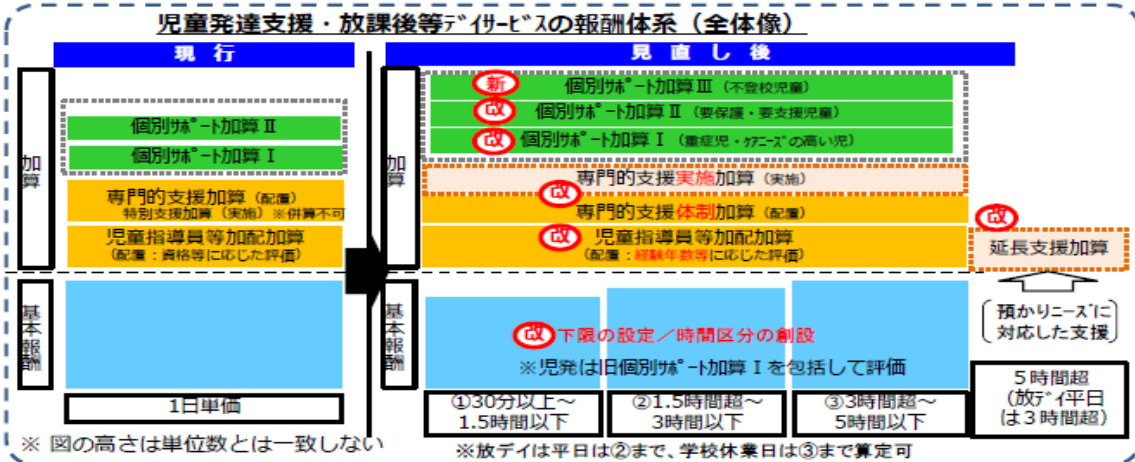 児童発達支援・放課後等ﾃﾞｲｻｰﾋﾞｽの報酬体系（全体像）
現行
見直し後
加算
個別ｻﾎﾟｰﾄ加算Ⅱ
個別ｻﾎﾟｰﾄ加算Ⅰ
専門的支援加算（配置）
特別支援加算（実施）※併算不可
児童指導員等加配加算
（配置：資格等に応じた評価）
基本報酬
1日単価
※ 図の高さは単位数とは一致しない
加算
新 個別ｻﾎﾟｰﾄ加算Ⅲ（不登校児童）
改 個別ｻﾎﾟｰﾄ加算Ⅱ（要保護・要支援児童）
改 個別ｻﾎﾟｰﾄ加算Ⅰ（重症児・ｹｱﾆｰｽﾞの高い児）
専門的支援実施加算（実施）
改
専門的支援体制加算（配置）
改 児童指導員等加配加算
（配置：経験年数等に応じた評価）
改
延長支援加算
預かりﾆｰｽﾞに
対応した支援
基本報酬
改 下限の設定／時間区分の創設
※児発は旧個別ｻﾎﾟｰﾄ加算Ⅰを包括して評価
①30分以上～
1.5時間以下
②1.5時間超～
3時間以下
③3時間超～
5時間以下
５時間超
（放ﾃﾞｲ平日
は３時間超）
※放デイは平日は②まで、学校休業日は③まで算定可